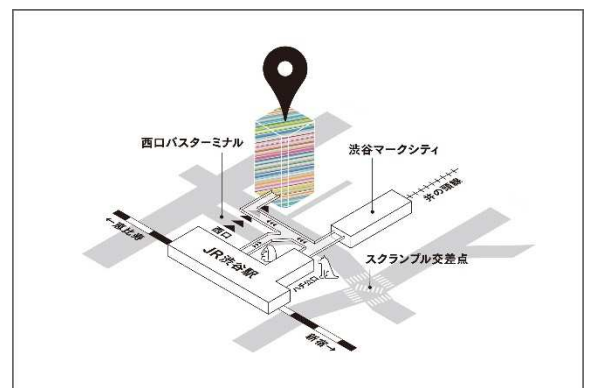 西口バスターミナル
渋谷マークシティ
井の頭線
←恵比寿
西口
JR渋谷駅
ハチ公口
スクランブル交差点
新宿→